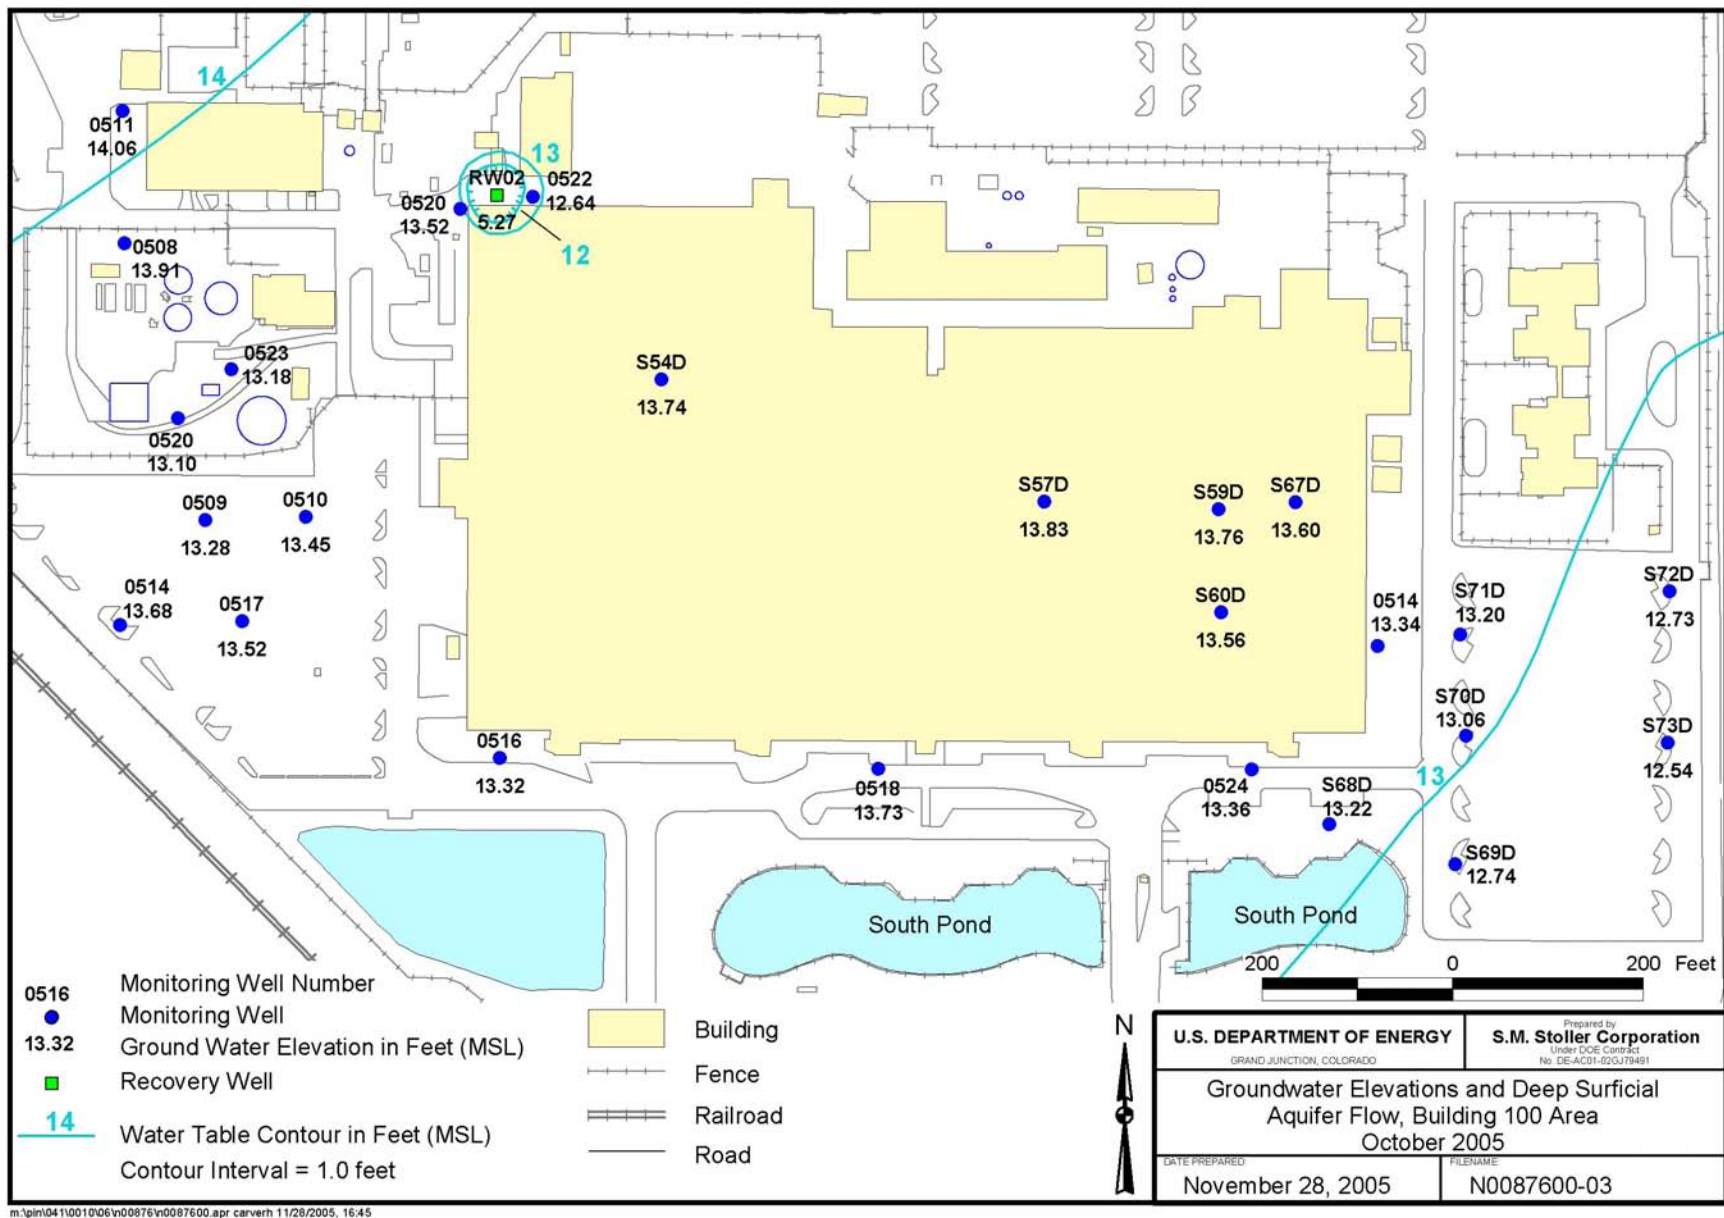 14
0511
14.06
13
RW02
0522
12.64
0520
13.52
5.27
12
0508
13.91
0523
13.18
0520
13.10
S54D
13.74
0509
13.28
0510
13.45
S57D
13.83
S59D
13.76
S67D
13.60
0514
13.68
0517
13.52
S60D
13.56
0514
13.34
S71D
13.20
S72D
12.73
S70D
13.06
S73D
12.54
0516
13.32
0518
13.73
0524
13.36
S68D
13.22
13
S69D
12.74
South Pond
South Pond
200 0 200 Feet
0516
13.32
Monitoring Well Number
Monitoring Well
Ground Water Elevation in Feet (MSL)
Recovery Well
14
Water Table Contour in Feet (MSL)
Contour Interval = 1.0 feet
Building
Fence
Railroad
Road
N
U.S. DEPARTMENT OF ENERGY
GRAND JUNCTION, COLORADO
Prepared by
S.M. Stoller Corporation
Under DOE Contract
No. DE-AC01-02GJ79491
Groundwater Elevations and Deep Surficial
Aquifer Flow, Building 100 Area
October 2005
DATE PREPARED:
November 28, 2005
FILENAME:
N0087600-03
m:\pin\041\0010\06\n00876\n0087600.apr carverh 11/28/2005, 16:45